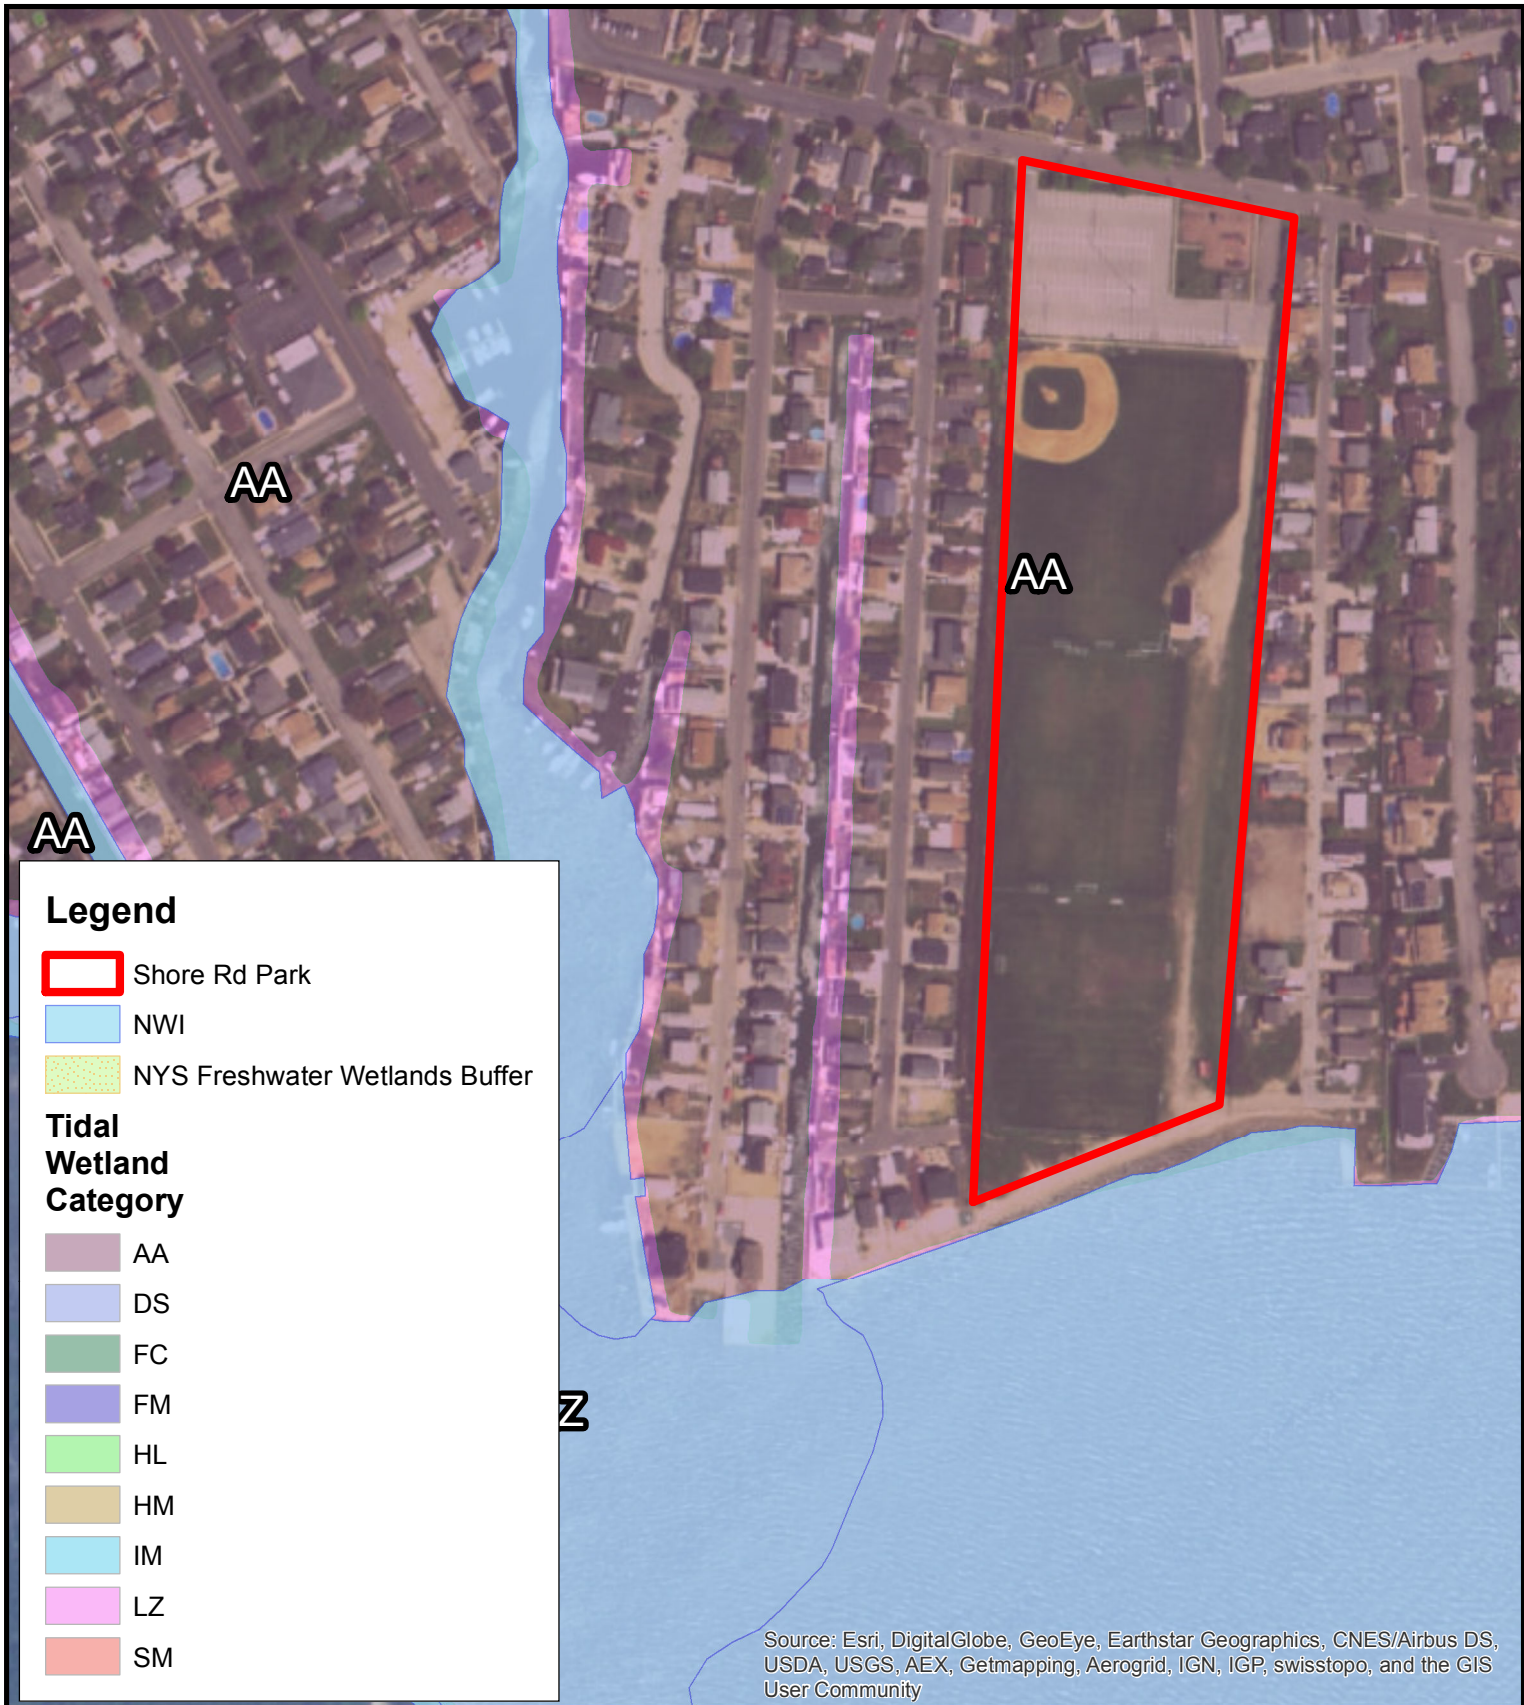 AA
AA
AA
Legend
Shore Rd Park
NWI
NYS Freshwater Wetlands Buffer
Tidal
Wetland
Category
AA
DS
FC
FM
HL
HM
IM
LZ
SM
Z
Source: Esri, DigitalGlobe, GeoEye, Earthstar Geographics, CNES/Airbus DS,
USDA, USGS, AEX, Getmapping, Aerogrid, IGN, IGP, swisstopo, and the GIS
User Community